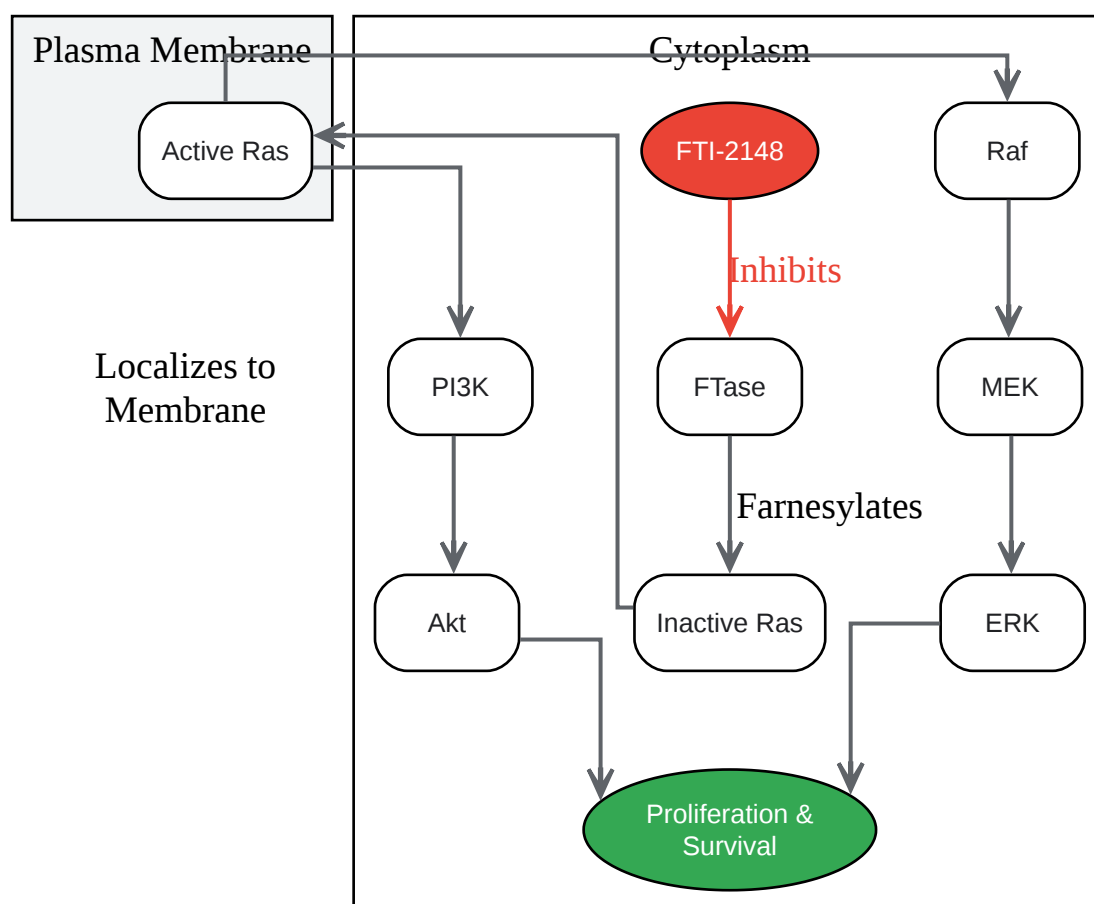 Plasma Membrane
Cytoplasm
Active Ras
FTI-2148
Raf
Inhibits
Localizes to
Membrane
PI3K
FTase
MEK
Farnesylates
Akt
Inactive Ras
ERK
Proliferation &
Survival